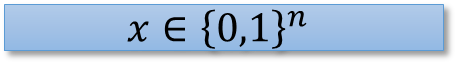 x ∈ {0,1}ⁿ